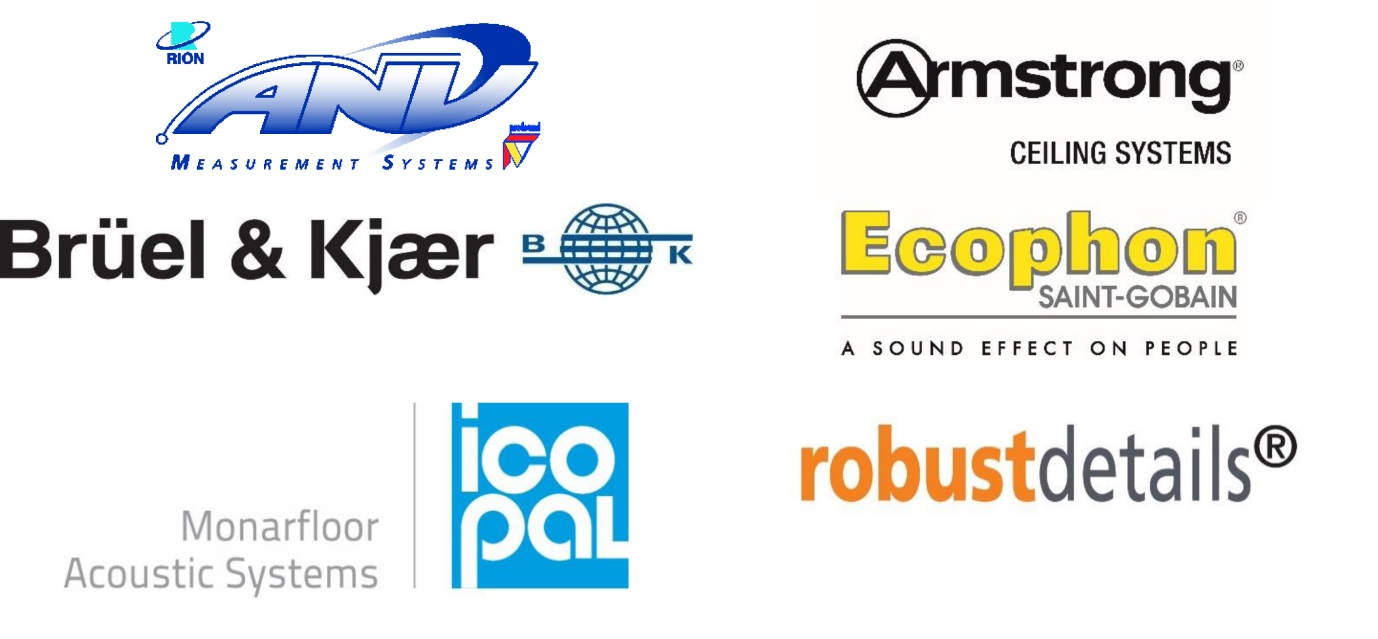 RION
ANV
MEASUREMENT SYSTEMS
Armstrong®
CEILING SYSTEMS
Brüel & Kjær
B K
Ecophon®
SAINT-GOBAIN
A SOUND EFFECT ON PEOPLE
Monarfloor
Acoustic Systems
ico
pal
robustdetails®